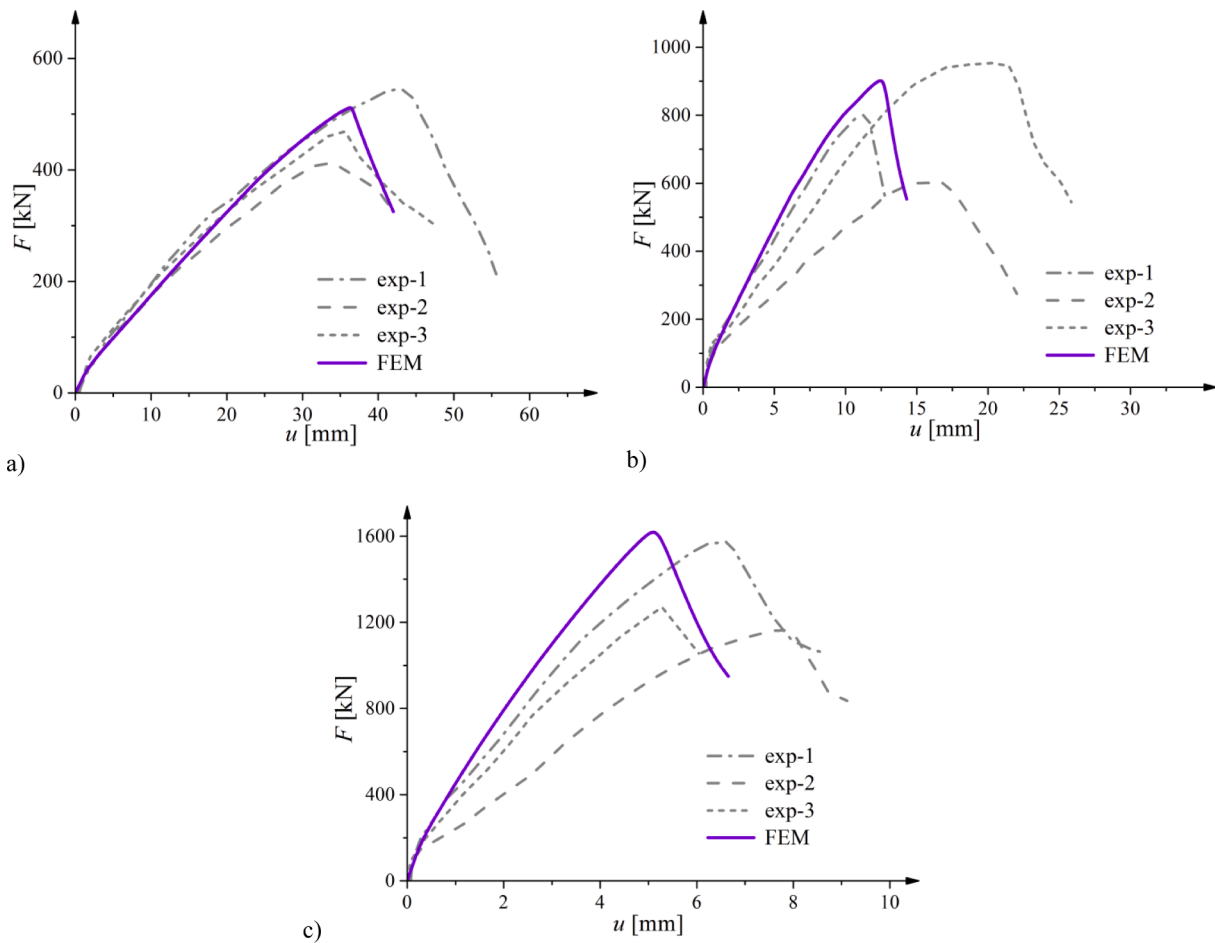 F [kN]
600
400
200
0
0 10 20 30 40 50 60
u [mm]
exp-1
exp-2
exp-3
FEM
a)
F [kN]
1000
800
600
400
200
0
0 5 10 15 20 25 30
u [mm]
exp-1
exp-2
exp-3
FEM
b)
F [kN]
1600
1200
800
400
0
0 2 4 6 8 10
u [mm]
exp-1
exp-2
exp-3
FEM
c)